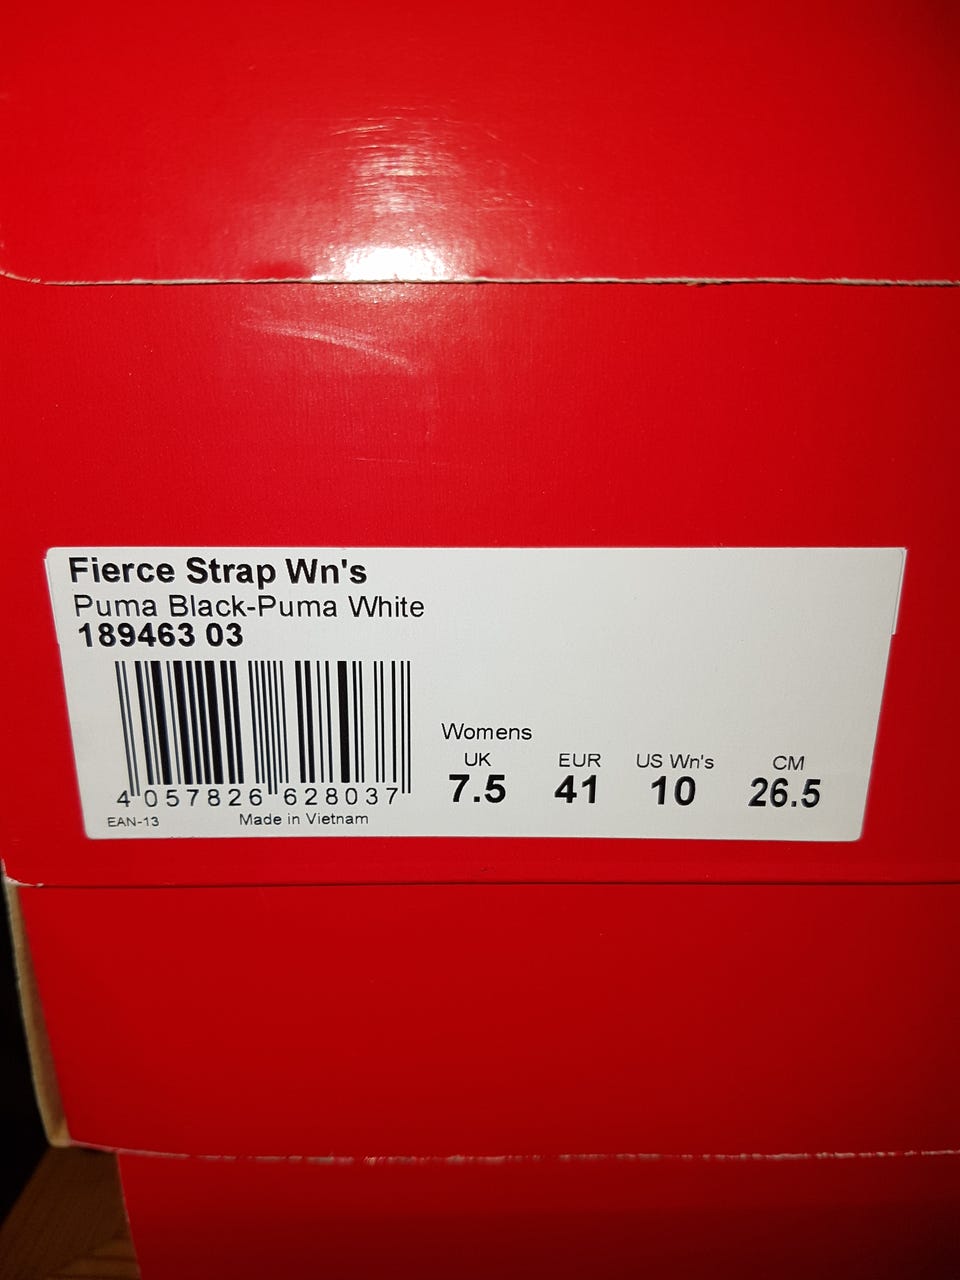 Fierce Strap Wn's
Puma Black-Puma White
189463 03
Womens
UK EUR US Wn's CM
7.5 41 10 26.5
4 057826 628037
EAN-13 Made in Vietnam